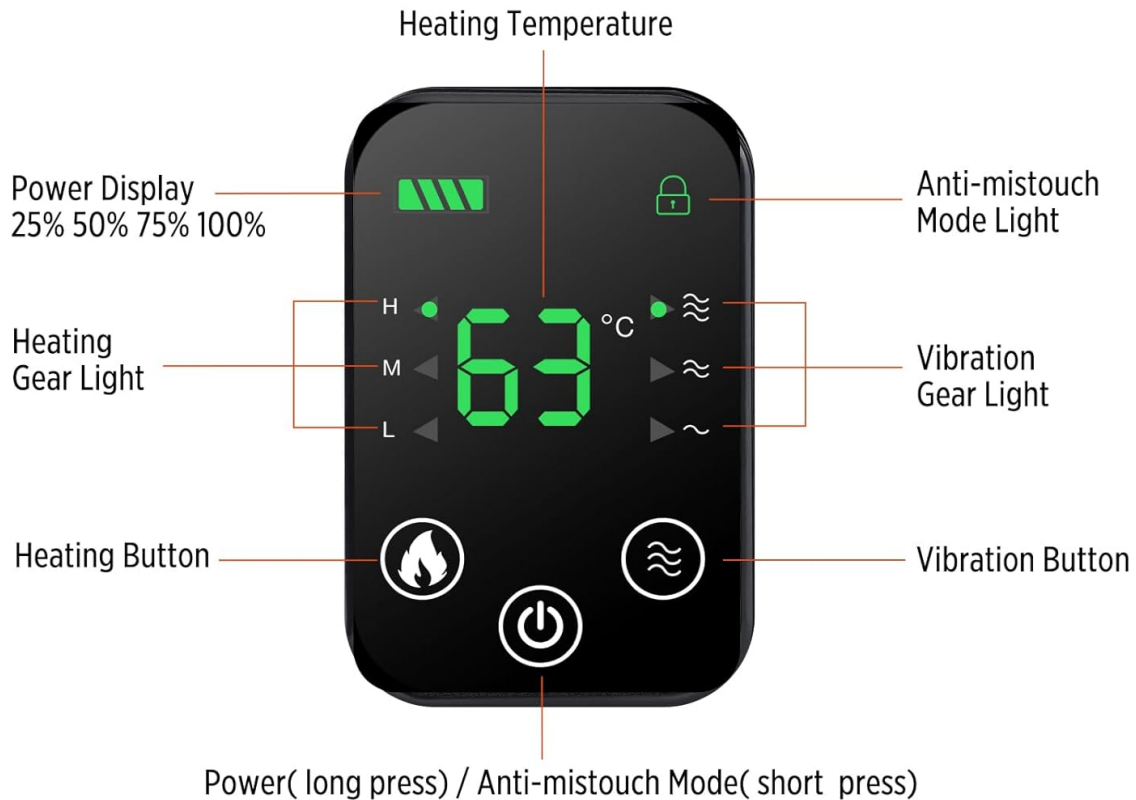 Heating Temperature
Power Display
25% 50% 75% 100%
Anti-mistouch
Mode Light
H
63
°C
Heating
Gear Light
M
Vibration
Gear Light
L
Heating Button
Vibration Button
Power( long press) / Anti-mistouch Mode( short press)